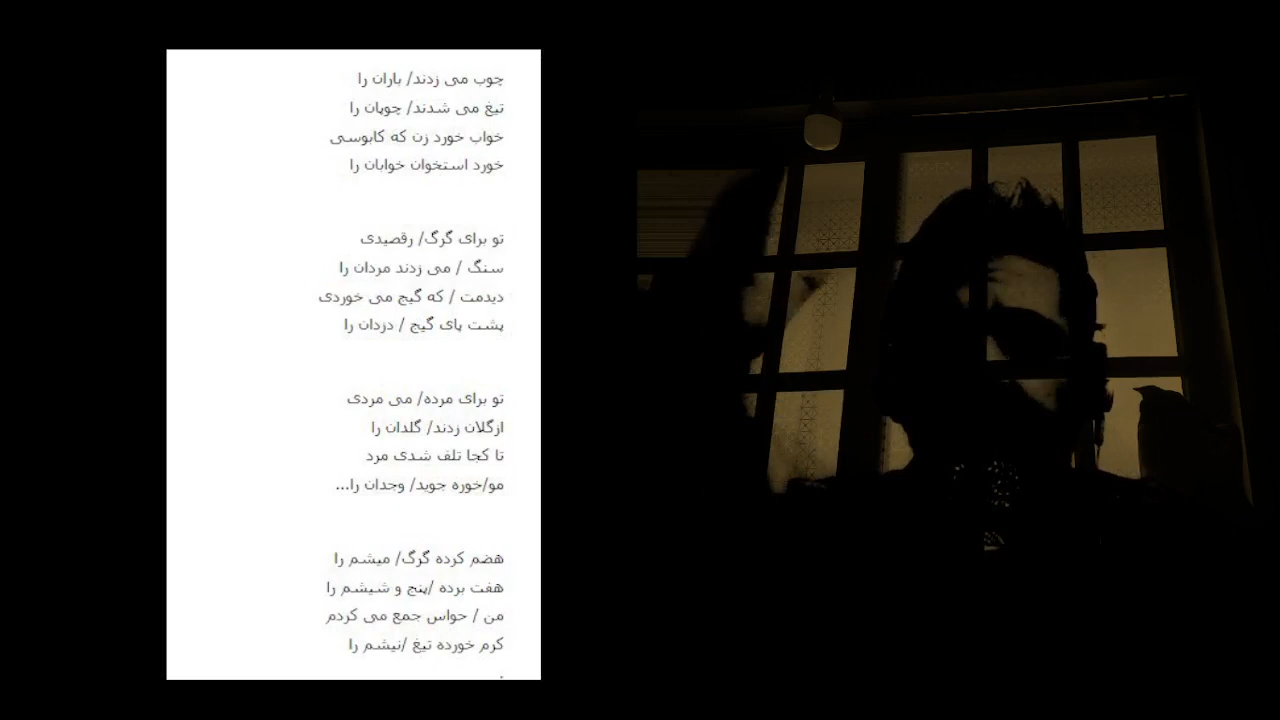 چوب می زدند/ باران را
تیغ می شدند/ چوپان را
خواب خورد زن که کابوسی
خورد استخوان خوابان را
تو برای گرگ/ رقصیدی
سنگ / می زدند مردان را
دیدمت / که گیج می خوردی
پشت پای گیج / دزدان را
تو برای مرده/ می مردی
ازگلان زدند/ گلدان را
تا کجا تلف شدی مرد
مو/خوره جوید/ وجدان را...
هضم کرده گرگ/ میشم را
هفت برده /پنج و شیشم را
من / حواس جمع می کردم
کرم خورده تیغ /نیشم را